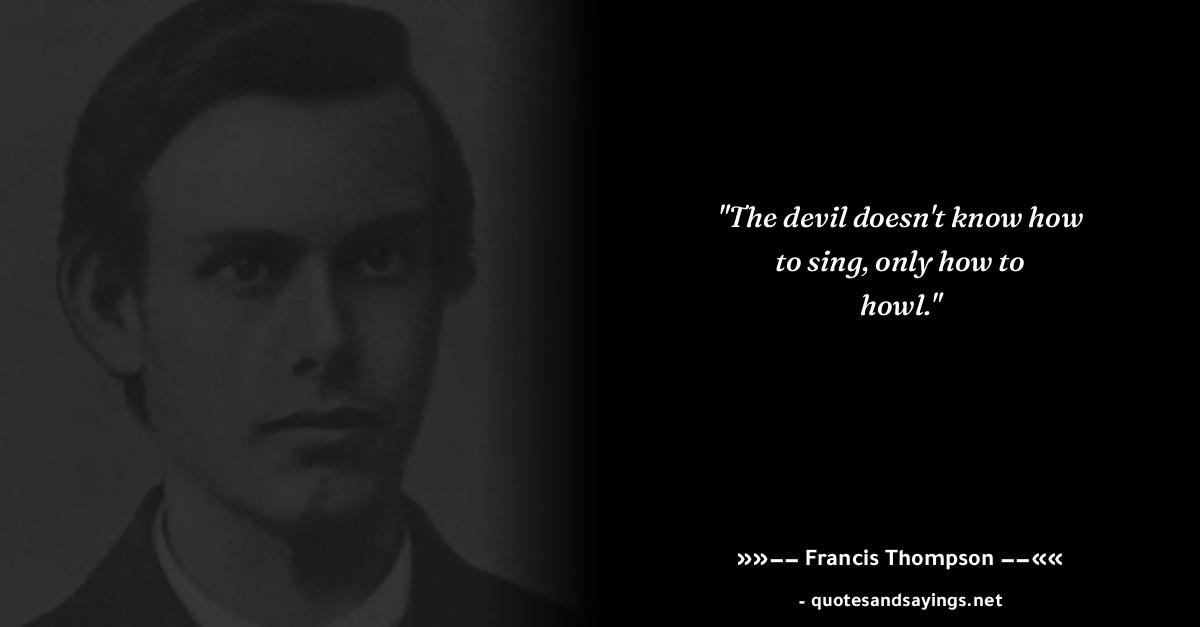 "The devil doesn't know how
to sing, only how to
howl."
»»−− Francis Thompson −−««
- quotesandsayings.net